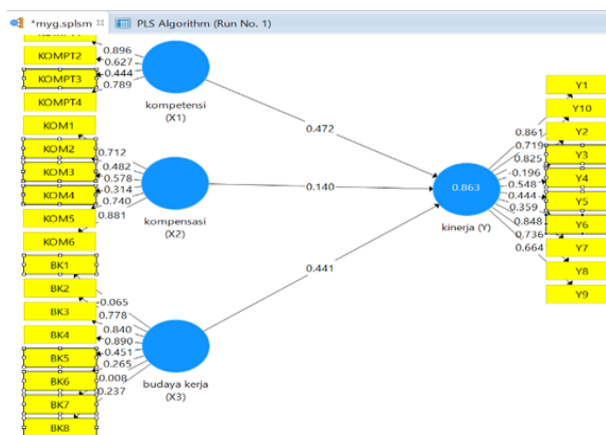 *myg.splsm
PLS Algorithm (Run No. 1)
KOMPT2
KOMPT3
KOMPT4
0.896
0.627
0.444
0.789
kompetensi
(X1)
KOM1
KOM2
KOM3
KOM4
KOM5
KOM6
0.712
0.482
0.578
0.314
0.740
0.881
kompensasi
(X2)
BK1
BK2
BK3
BK4
BK5
BK6
BK7
BK8
-0.065
0.778
0.840
0.890
0.451
0.265
0.008
0.237
budaya kerja
(X3)
0.472
0.140
0.441
0.863
kinerja (Y)
0.861
0.719
0.825
-0.196
0.548
0.444
0.359
0.848
0.736
0.664
Y1
Y10
Y2
Y3
Y4
Y5
Y6
Y7
Y8
Y9